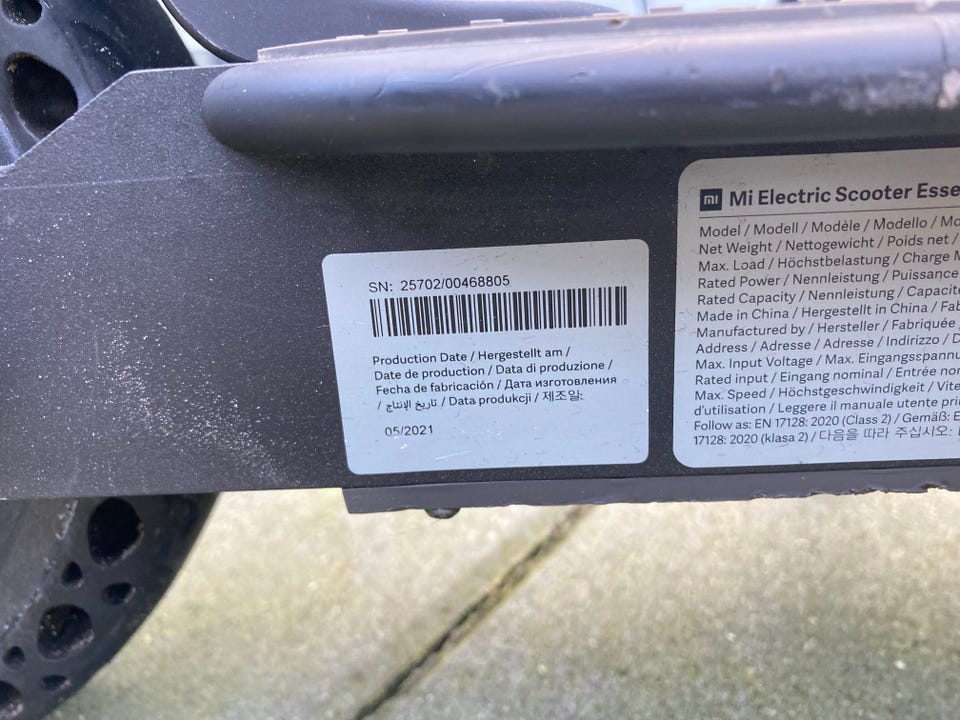 SN: 25702/00468805
Production Date / Hergestellt am /
Date de production / Data di produzione /
Fecha de fabricación / Дата изготовления
/ تاريخ الإنتاج / Data produkcji / 제조일:
05/2021
mi Mi Electric Scooter Esse
Model / Modell / Modèle / Modello / Mo
Net Weight / Nettogewicht / Poids net /
Max. Load / Höchstbelastung / Charge M
Rated Power / Nennleistung / Puissance
Rated Capacity / Nennleistung / Capacité
Made in China / Hergestellt in China / Fab
Manufactured by / Hersteller / Fabriquée
Address / Adresse / Adresse / Indirizzo / D
Max. Input Voltage / Max. Eingangsspannu
Rated input / Eingang nominal / Entrée nor
Max. Speed / Höchstgeschwindigkeit / Vite
d'utilisation / Leggere il manuale utente pri
Follow as: EN 17128: 2020 (Class 2) / Gemäß: E
17128: 2020 (klasa 2) / 다음을 따라 주십시오: E